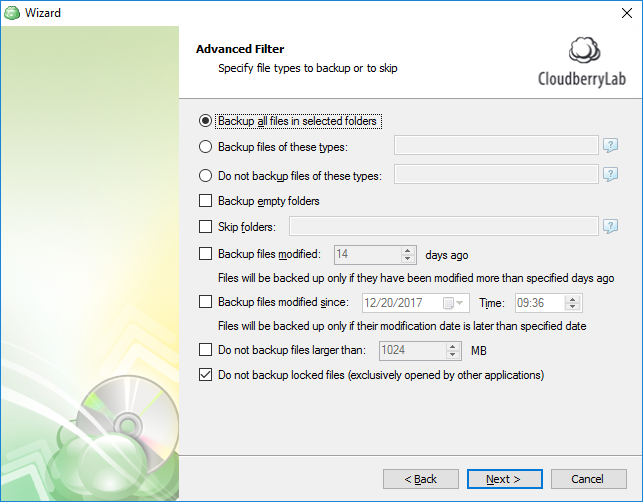 Wizard
Advanced Filter
Specify file types to backup or to skip
CloudberryLab
Backup all files in selected folders
Backup files of these types:
?
Do not backup files of these types:
?
Backup empty folders
Skip folders:
?
Backup files modified: 14 days ago
Files will be backed up only if they have been modified more than specified days ago
Backup files modified since: 12/20/2017 Time: 09:36
Files will be backed up only if their modification date is later than specified date
Do not backup files larger than: 1024 MB
Do not backup locked files (exclusively opened by other applications)
< Back Next > Cancel